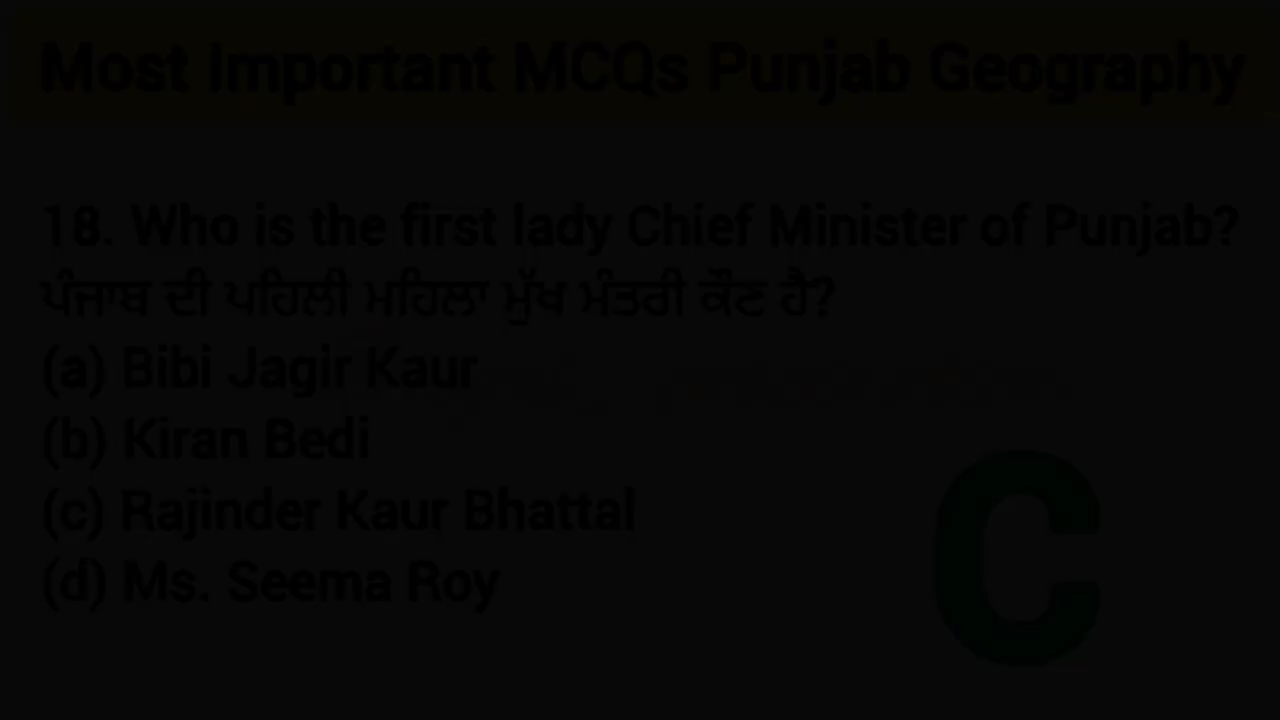 Most Important MCQs Punjab Geography
18. Who is the first lady Chief Minister of Punjab?
ਪੰਜਾਬ ਦੀ ਪਹਿਲੀ ਮਹਿਲਾ ਮੁੱਖ ਮੰਤਰੀ ਕੌਣ ਹੈ?
(a) Bibi Jagir Kaur
(b) Kiran Bedi
(c) Rajinder Kaur Bhattal
(d) Ms. Seema Roy
C